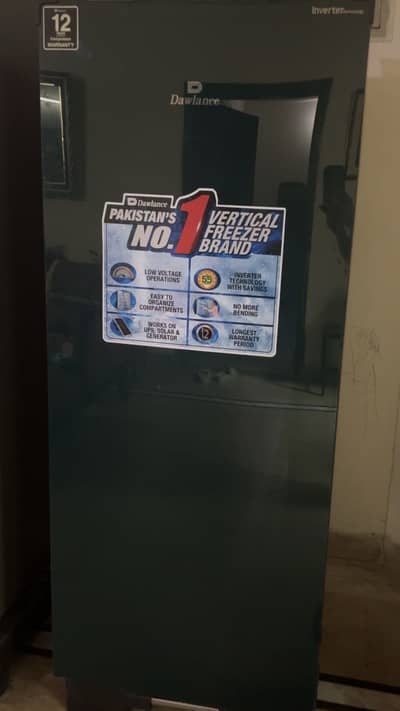 12
WARRANTY
Inverter
Dawlance
Dawlance
PAKISTAN'S
NO.1
VERTICAL
FREEZER
BRAND
LOW VOLTAGE
OPERATIONS
INVERTER
TECHNOLOGY
WITH SAVINGS
EASY TO
ORGANIZE
COMPARTMENTS
NO MORE
BENDING
WORKS ON
UPS, SOLAR &
GENERATOR
12
LONGEST
WARRANTY
PERIOD